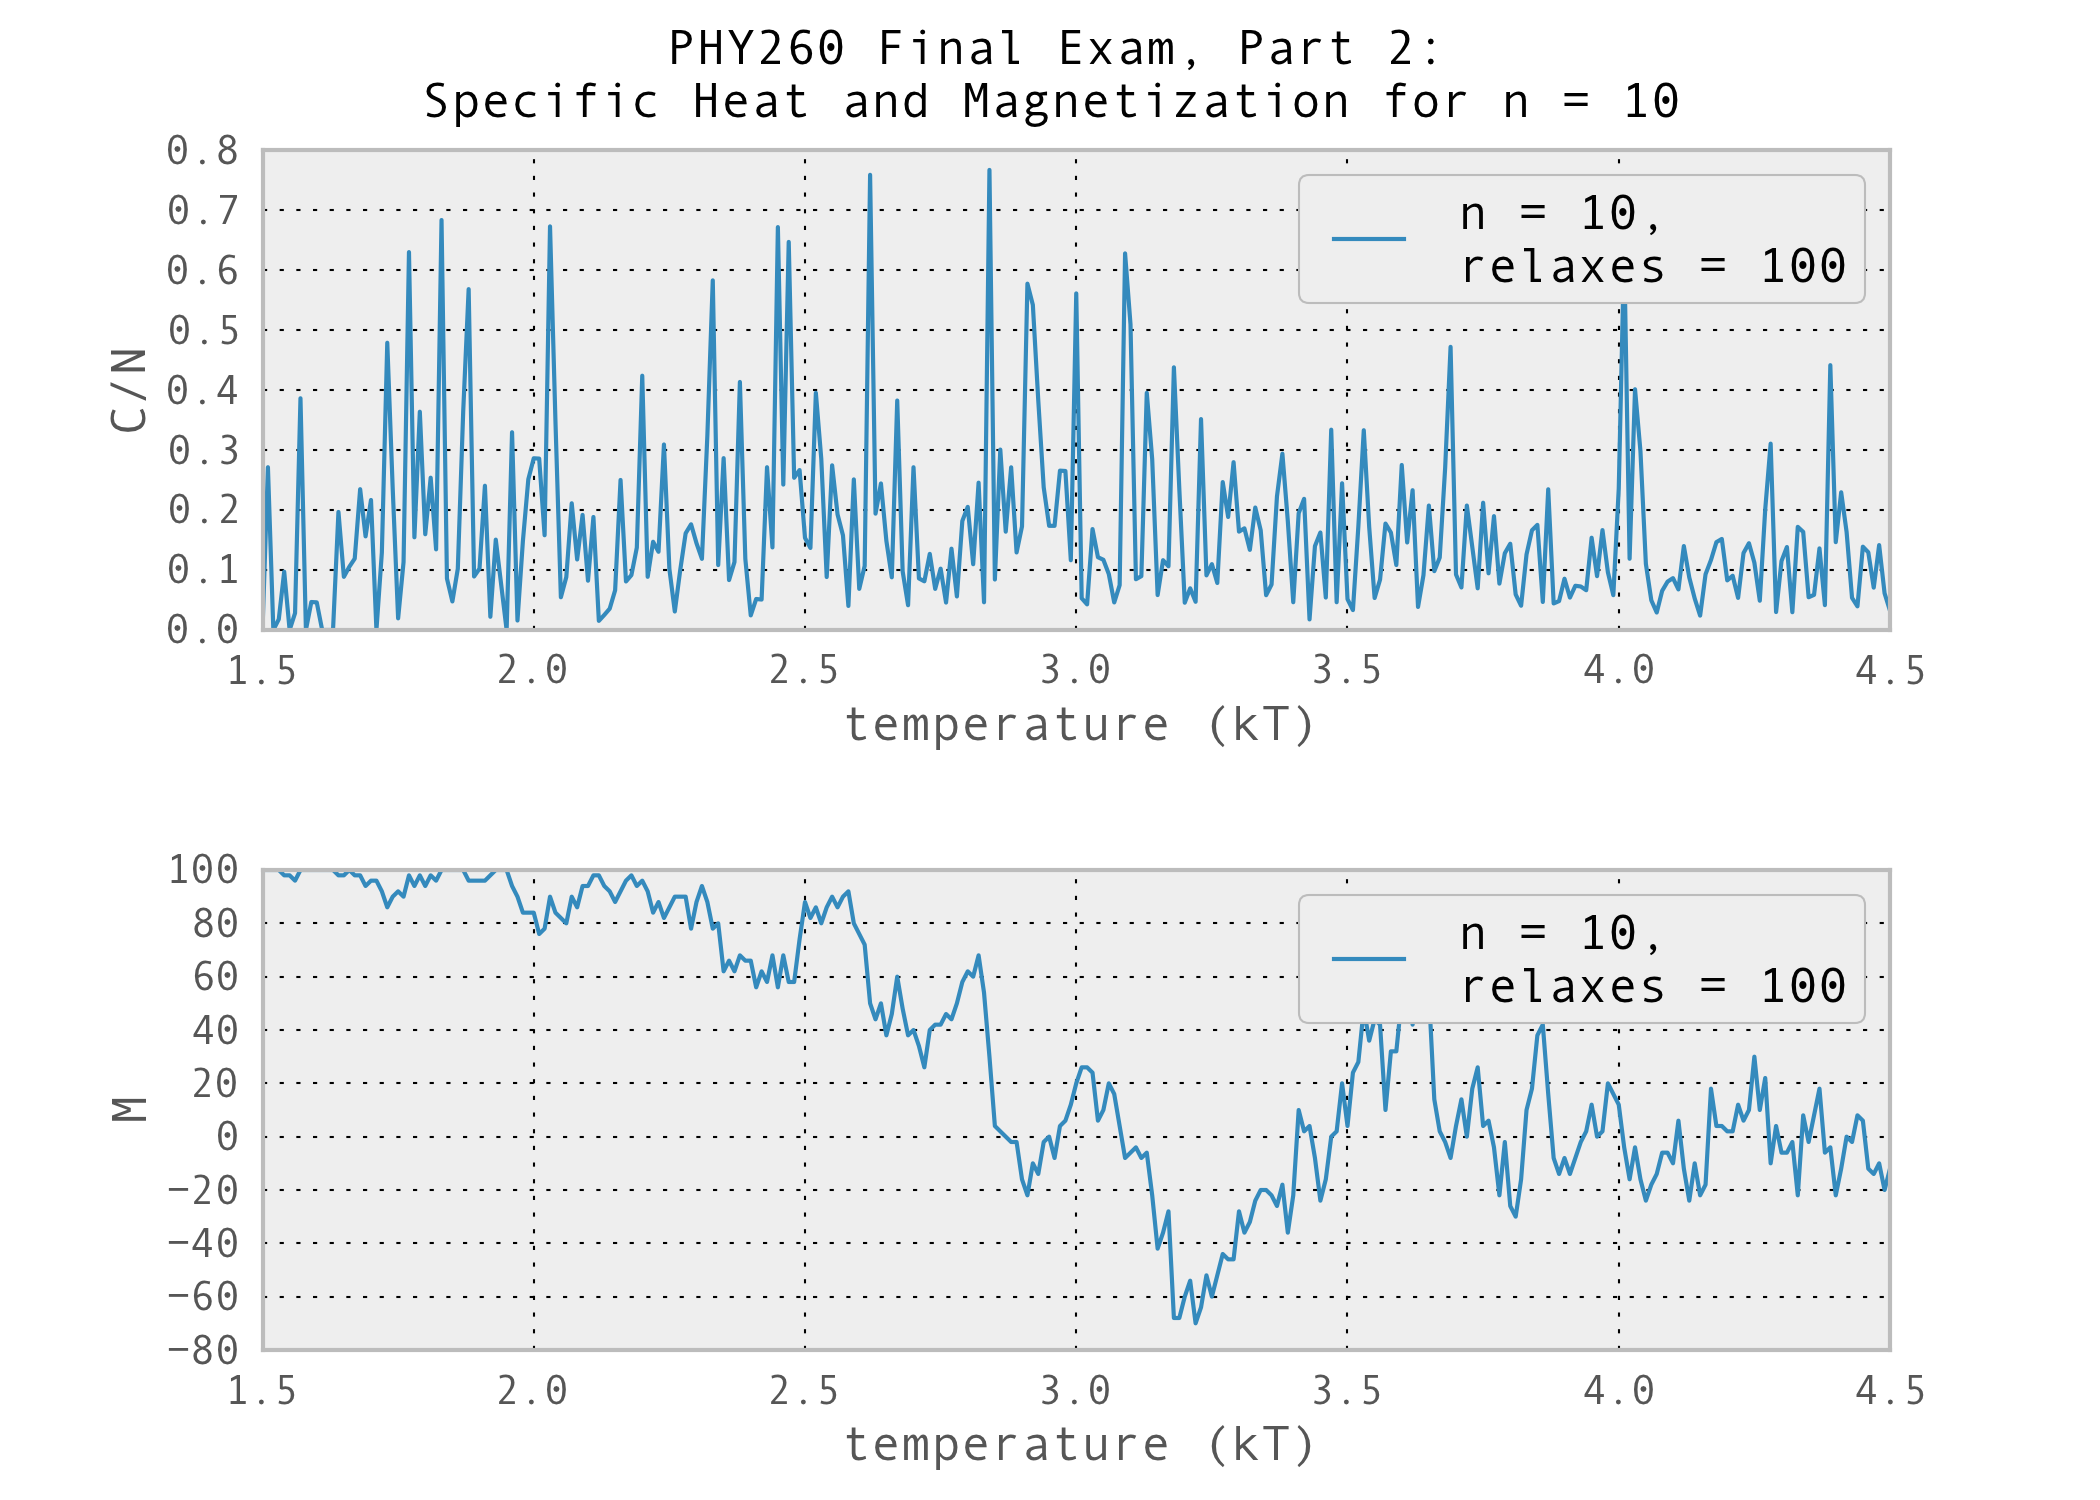 PHY260 Final Exam, Part 2:
Specific Heat and Magnetization for n = 10
0.8
0.7
0.6
0.5
0.4
0.3
0.2
0.1
0.0
C/N
n = 10,
relaxes = 100
1.5 2.0 2.5 3.0 3.5 4.0 4.5
temperature (kT)
100
80
60
40
20
0
−20
−40
−60
−80
M
n = 10,
relaxes = 100
1.5 2.0 2.5 3.0 3.5 4.0 4.5
temperature (kT)